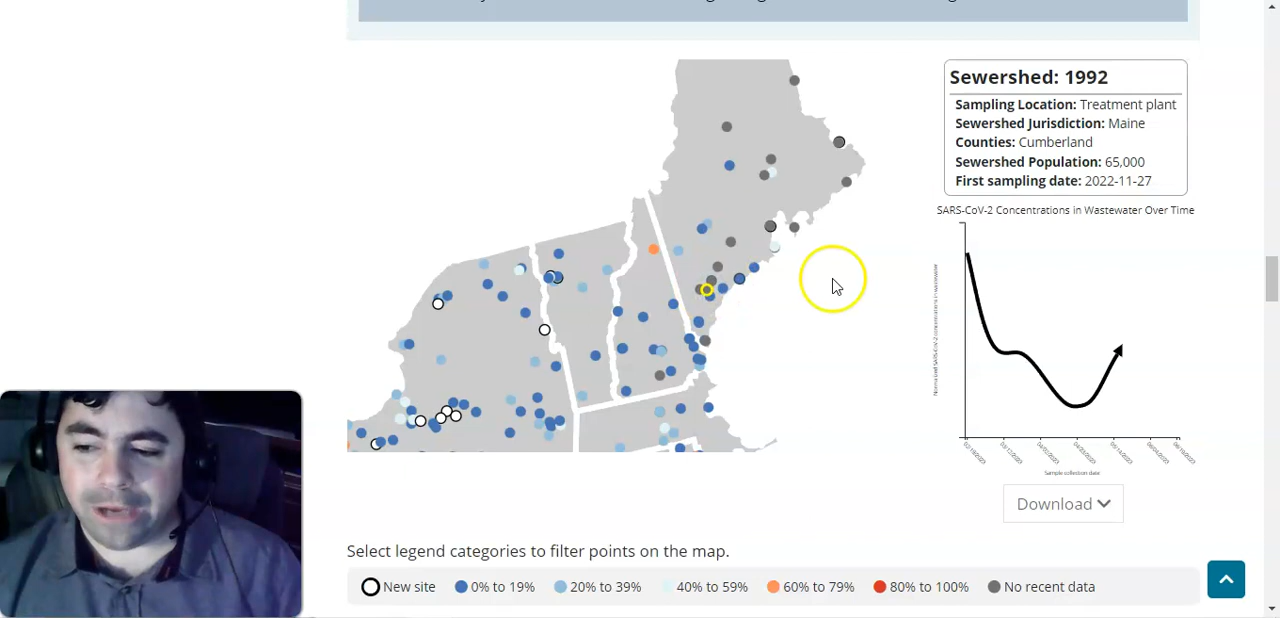 Sewershed: 1992
Sampling Location: Treatment plant
Sewershed Jurisdiction: Maine
Counties: Cumberland
Sewershed Population: 65,000
First sampling date: 2022-11-27
SARS-CoV-2 Concentrations in Wastewater Over Time
Sample collection date
Download
Select legend categories to filter points on the map.
New site 0% to 19% 20% to 39% 40% to 59% 60% to 79% 80% to 100% No recent data